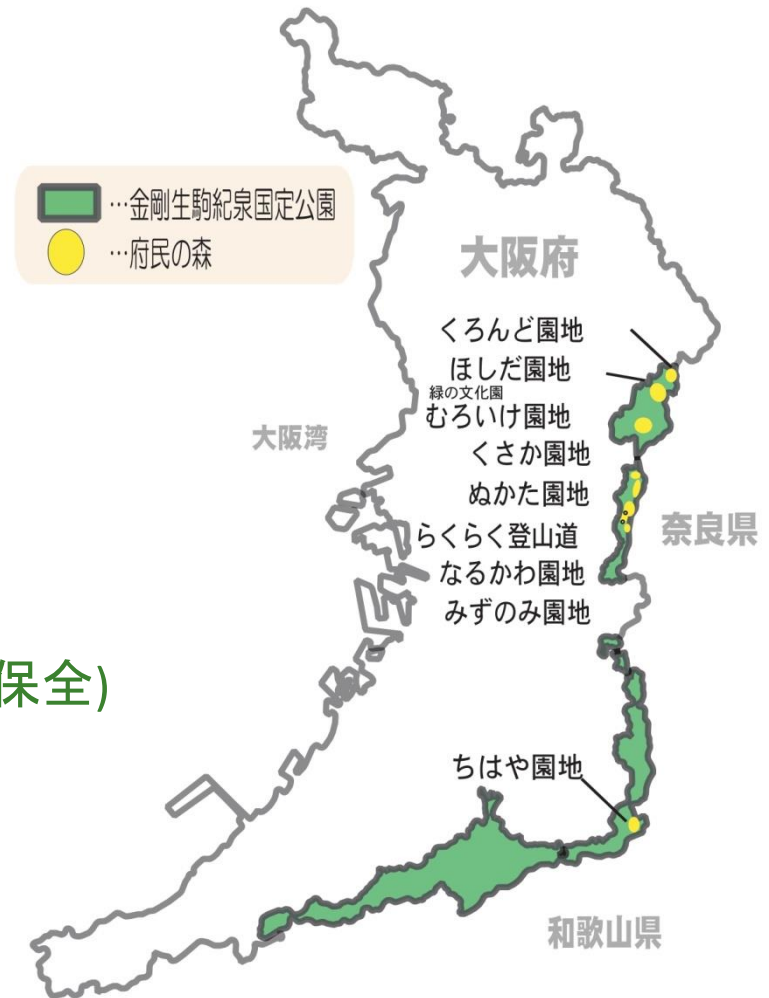 …金剛生駒紀泉国定公園
…府民の森
大阪府
くろんど園地
ほしだ園地
緑の文化園
むろいけ園地
大阪湾
くさか園地
ぬかた園地
奈良県
らくらく登山道
なるかわ園地
みずのみ園地
保全)
ちはや園地
和歌山県